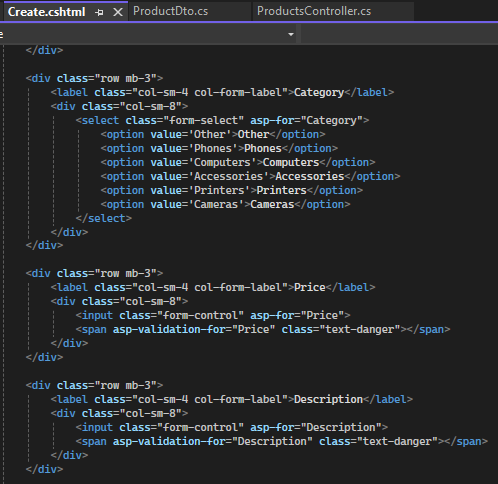 Create.cshtml
ProductDto.cs
ProductsController.cs
e
</div>
<div class="row mb-3">
<label class="col-sm-4 col-form-label">Category</label>
<div class="col-sm-8">
<select class="form-select" asp-for="Category">
<option value='Other'>Other</option>
<option value='Phones'>Phones</option>
<option value='Computers'>Computers</option>
<option value='Accessories'>Accessories</option>
<option value='Printers'>Printers</option>
<option value='Cameras'>Cameras</option>
</select>
</div>
</div>
<div class="row mb-3">
<label class="col-sm-4 col-form-label">Price</label>
<div class="col-sm-8">
<input class="form-control" asp-for="Price">
<span asp-validation-for="Price" class="text-danger"></span>
</div>
</div>
<div class="row mb-3">
<label class="col-sm-4 col-form-label">Description</label>
<div class="col-sm-8">
<input class="form-control" asp-for="Description">
<span asp-validation-for="Description" class="text-danger"></span>
</div>
</div>